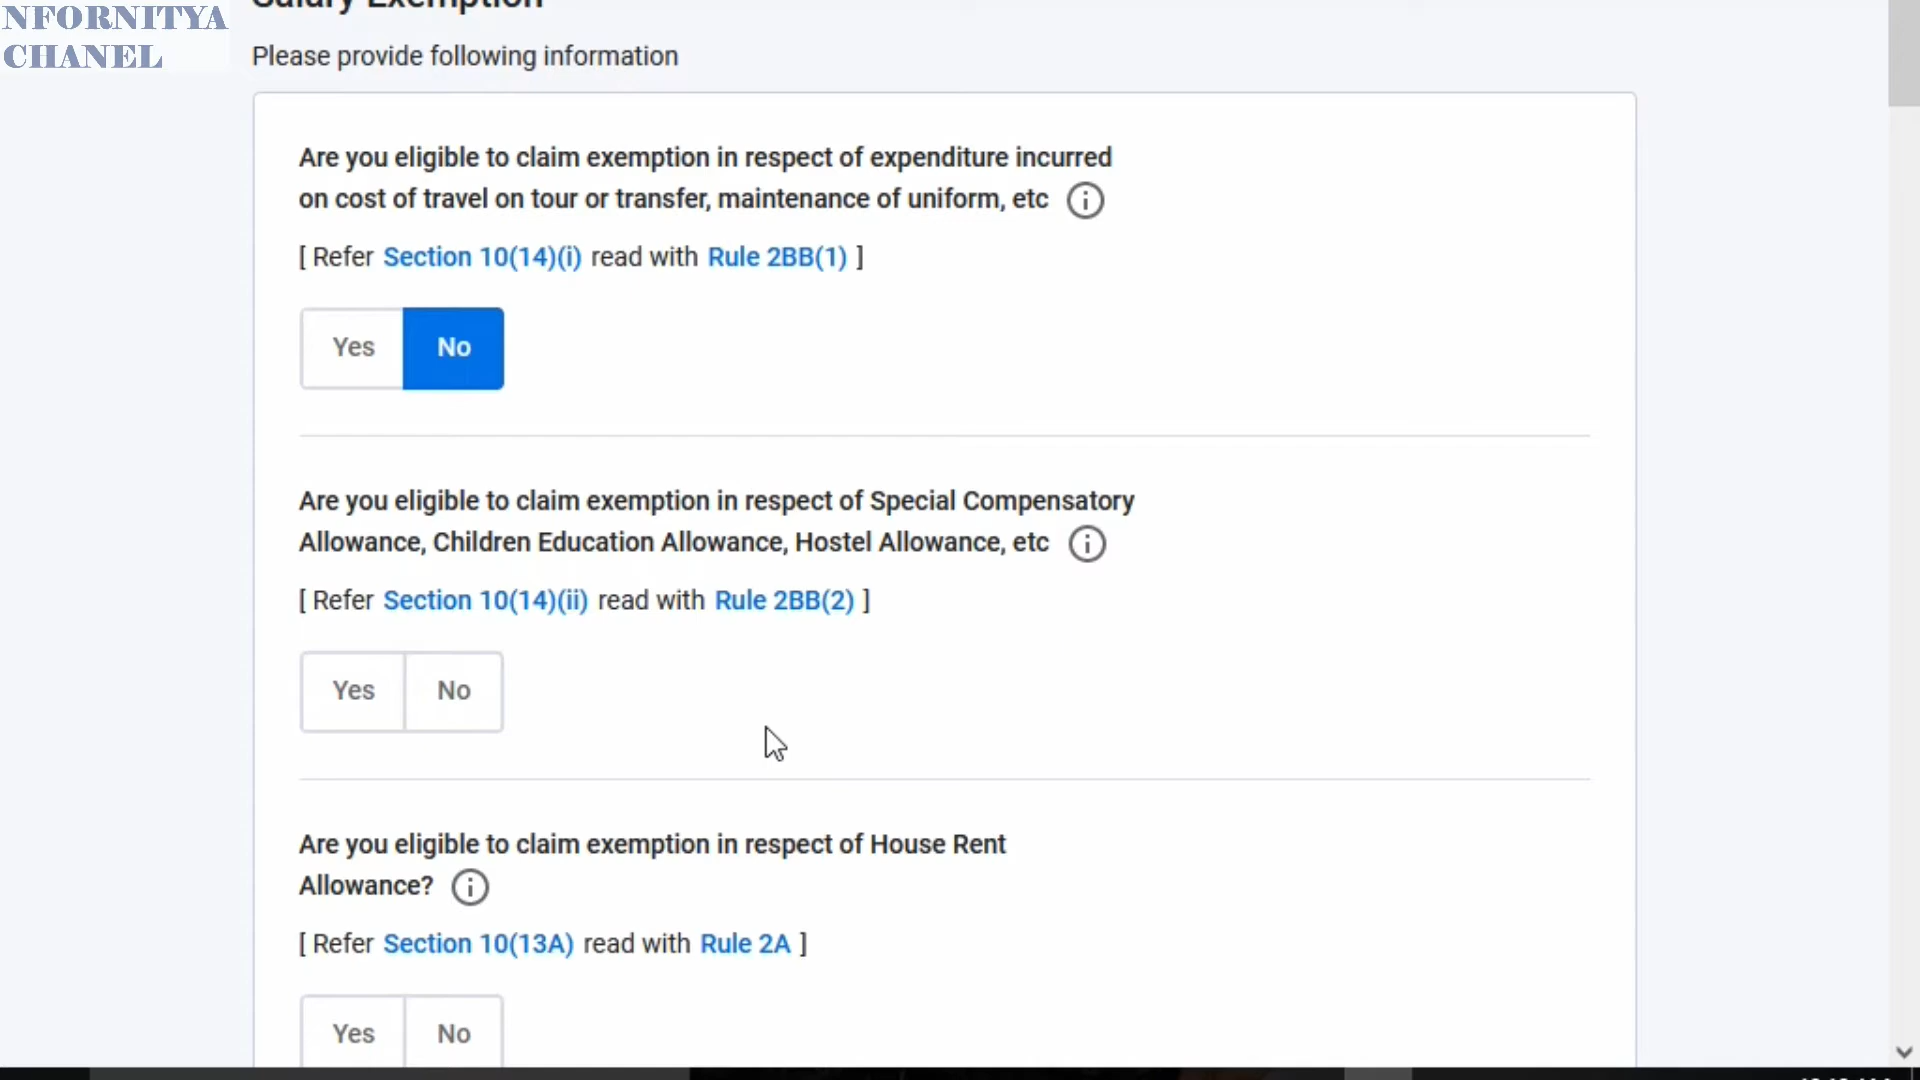 NFORNITYA
CHANEL
Salary Exemption
Please provide following information
Are you eligible to claim exemption in respect of expenditure incurred
on cost of travel on tour or transfer, maintenance of uniform, etc
[ Refer Section 10(14)(i) read with Rule 2BB(1) ]
Yes No
Are you eligible to claim exemption in respect of Special Compensatory
Allowance, Children Education Allowance, Hostel Allowance, etc
[ Refer Section 10(14)(ii) read with Rule 2BB(2) ]
Yes No
Are you eligible to claim exemption in respect of House Rent
Allowance?
[ Refer Section 10(13A) read with Rule 2A ]
Yes No